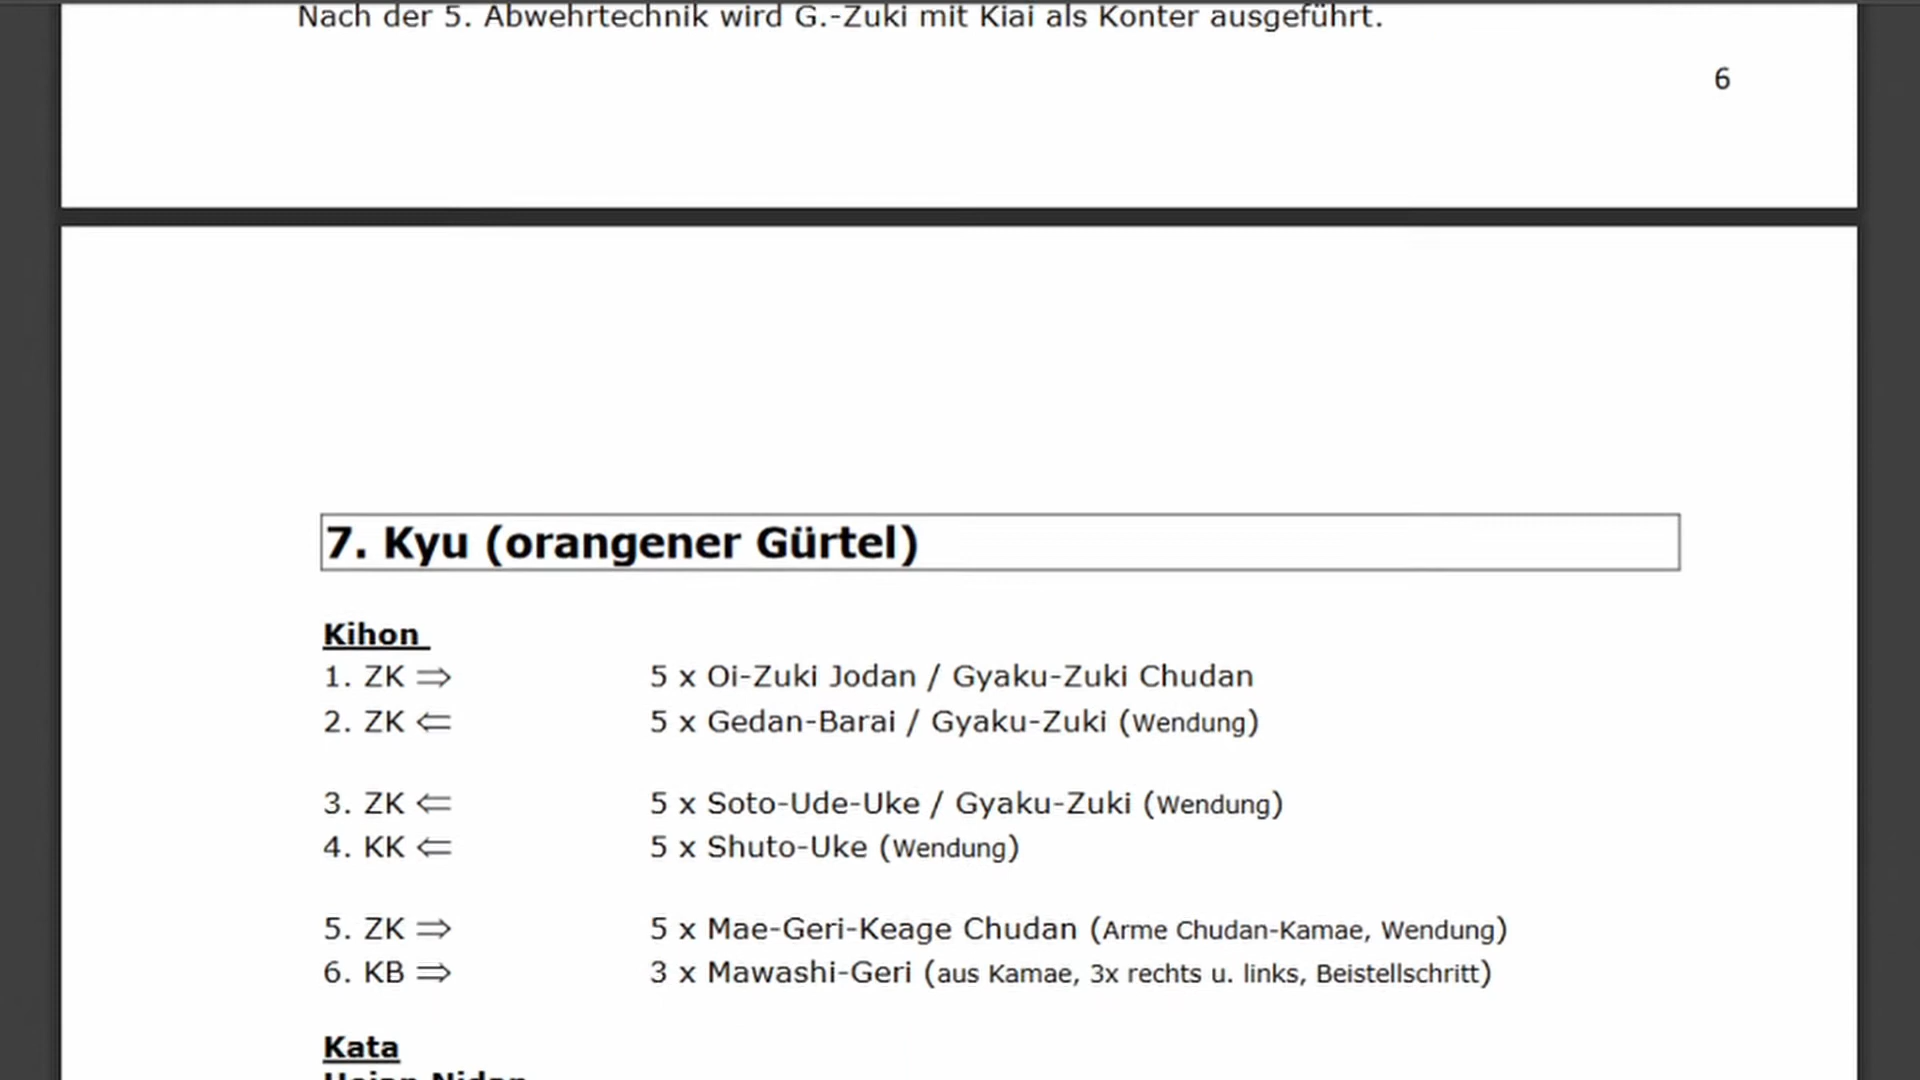 Nach der 5. Abwehrtechnik wird G.-Zuki mit Kiai als Konter ausgeführt.
6
7. Kyu (orangener Gürtel)
Kihon
1. ZK ⇒ 5 x Oi-Zuki Jodan / Gyaku-Zuki Chudan
2. ZK ⇐ 5 x Gedan-Barai / Gyaku-Zuki (Wendung)
3. ZK ⇐ 5 x Soto-Ude-Uke / Gyaku-Zuki (Wendung)
4. KK ⇐ 5 x Shuto-Uke (Wendung)
5. ZK ⇒ 5 x Mae-Geri-Keage Chudan (Arme Chudan-Kamae, Wendung)
6. KB ⇒ 3 x Mawashi-Geri (aus Kamae, 3x rechts u. links, Beistellschritt)
Kata
Heian Nidan